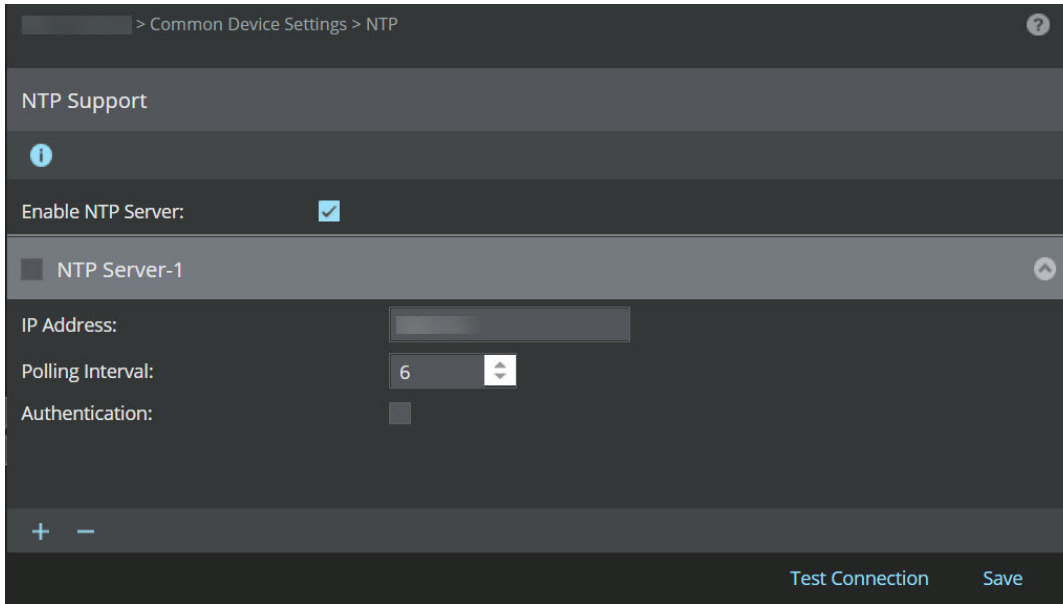 > Common Device Settings > NTP
NTP Support
Enable NTP Server:
NTP Server-1
IP Address:
Polling Interval: 6
Authentication:
Test Connection Save